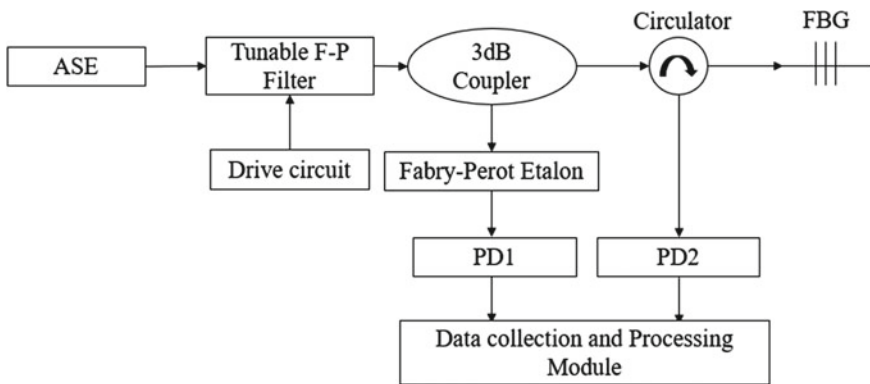 Circulator
FBG
ASE
Tunable F-P
Filter
3dB
Coupler
Drive circuit
Fabry-Perot Etalon
PD1
PD2
Data collection and Processing
Module